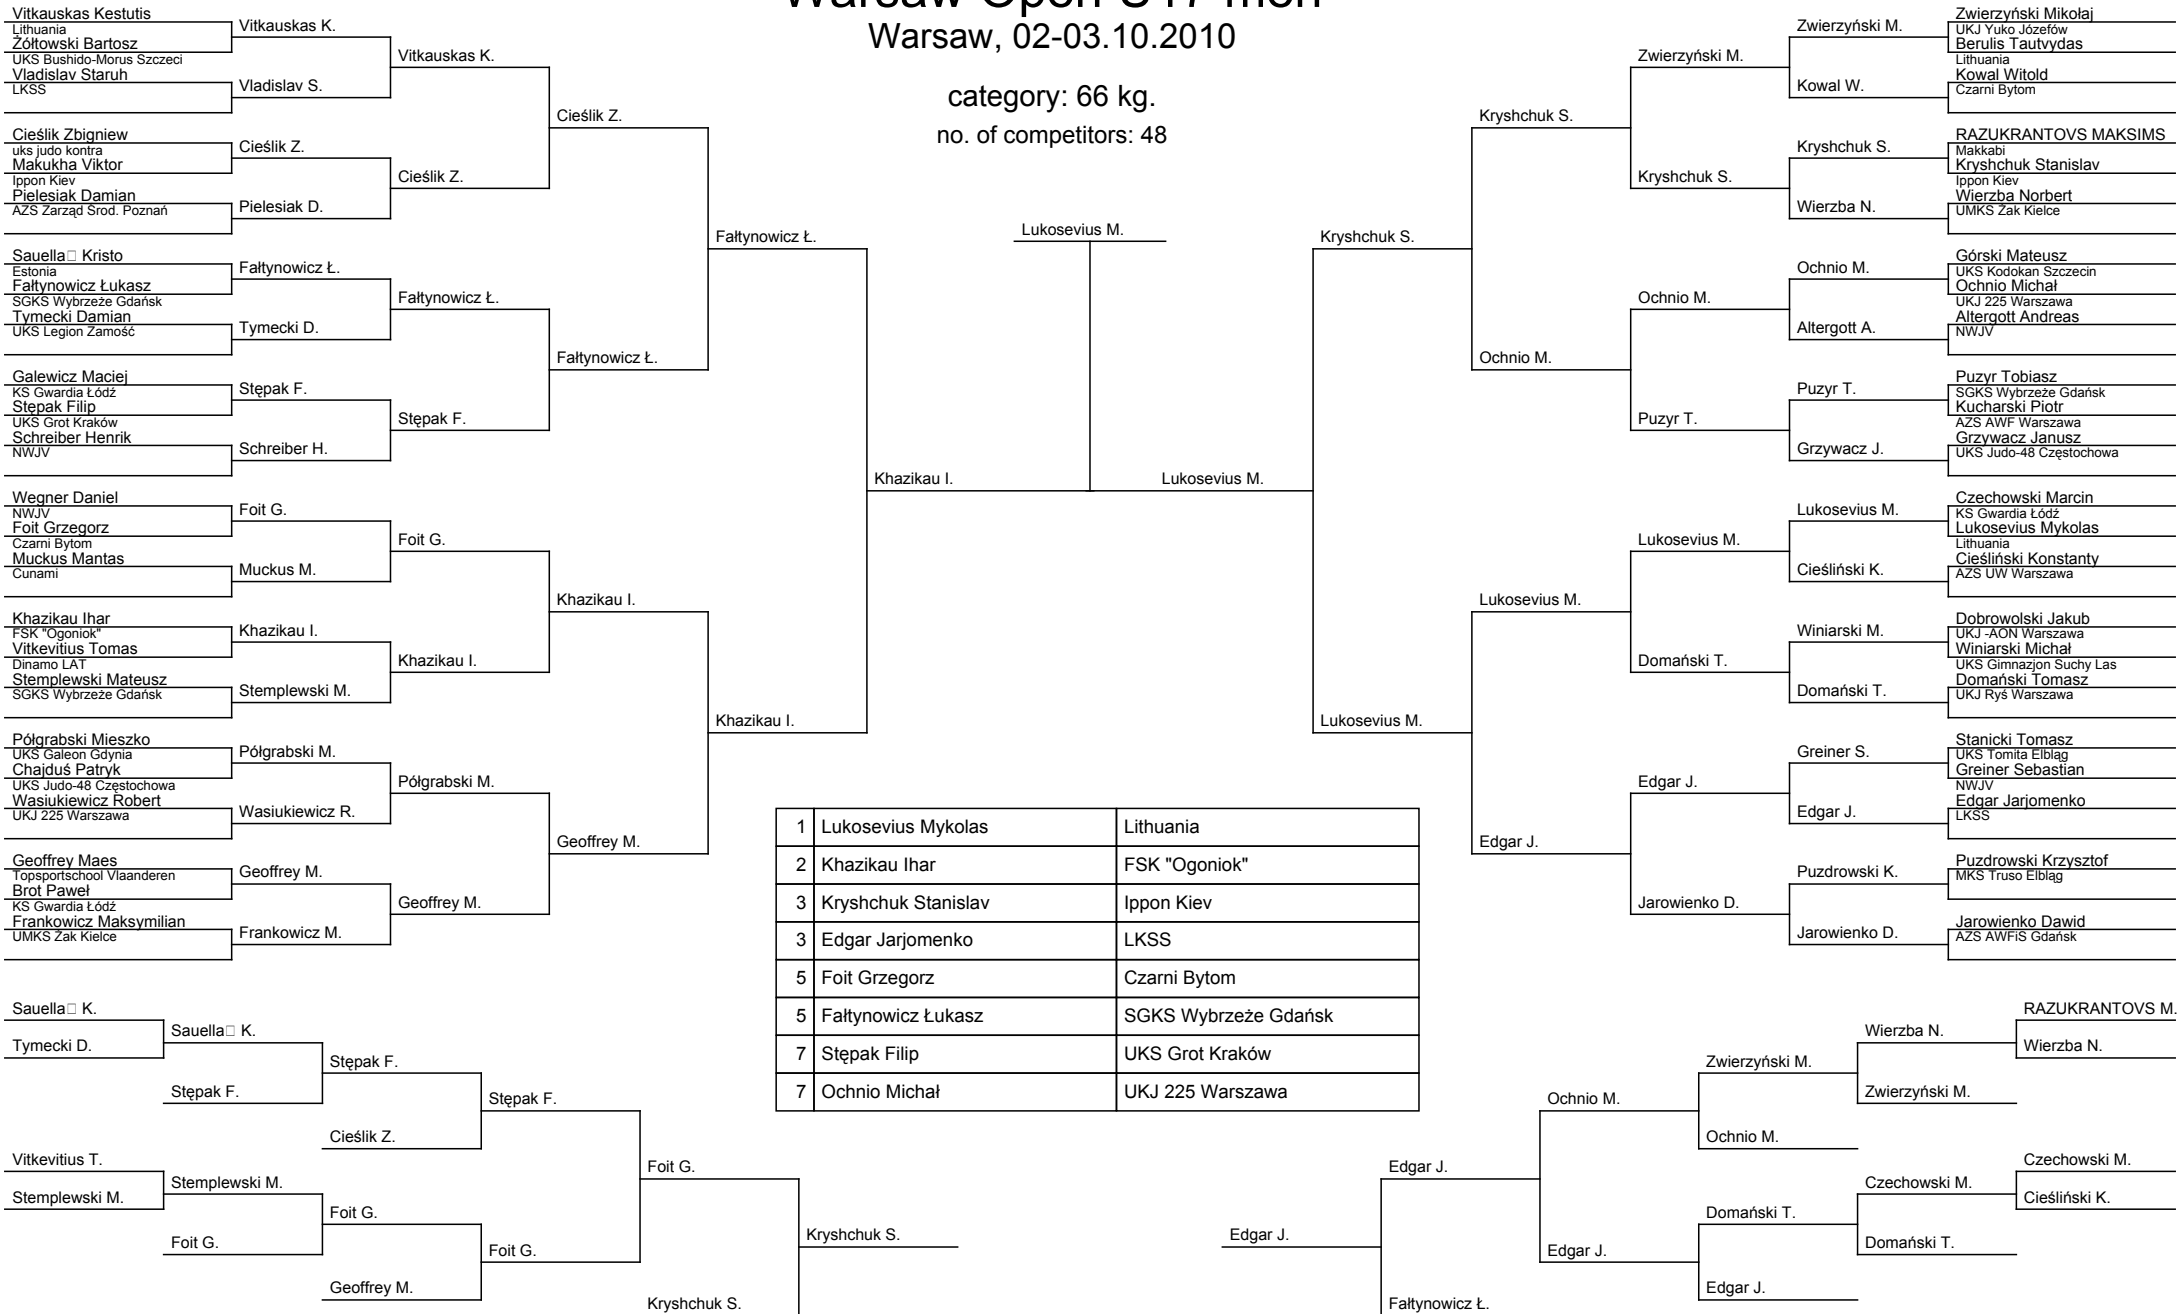 Warsaw Open U17 men
Warsaw, 02-03.10.2010
category: 66 kg.
no. of competitors: 48
Vitkauskas Kestutis
Lithuania
Żółtowski Bartosz
UKS Bushido-Morus Szczeci
Vladislav Staruh
LKSS
Cieślik Zbigniew
uks judo kontra
Makukha Viktor
Ippon Kiev
Pielesiak Damian
AZS Zarząd Środ. Poznań
Sauella□ Kristo
Estonia
Fałtynowicz Łukasz
SGKS Wybrzeże Gdańsk
Tymecki Damian
UKS Legion Zamość
Galewicz Maciej
KS Gwardia Łódź
Stępak Filip
UKS Grot Kraków
Schreiber Henrik
NWJV
Wegner Daniel
NWJV
Foit Grzegorz
Czarni Bytom
Muckus Mantas
Cunami
Khazikau Ihar
FSK "Ogoniok"
Vitkevitius Tomas
Dinamo LAT
Stemplewski Mateusz
SGKS Wybrzeże Gdańsk
Półgrabski Mieszko
UKS Galeon Gdynia
Chajduś Patryk
UKS Judo-48 Częstochowa
Wasiukiewicz Robert
UKJ 225 Warszawa
Geoffrey Maes
Topsportschool Vlaanderen
Brot Paweł
KS Gwardia Łódź
Frankowicz Maksymilian
UMKS Żak Kielce
Vitkauskas K.
Vladislav S.
Cieślik Z.
Pielesiak D.
Fałtynowicz Ł.
Tymecki D.
Stępak F.
Schreiber H.
Foit G.
Muckus M.
Khazikau I.
Stemplewski M.
Półgrabski M.
Wasiukiewicz R.
Geoffrey M.
Frankowicz M.
Vitkauskas K.
Cieślik Z.
Fałtynowicz Ł.
Stępak F.
Foit G.
Khazikau I.
Półgrabski M.
Geoffrey M.
Cieślik Z.
Fałtynowicz Ł.
Khazikau I.
Geoffrey M.
Fałtynowicz Ł.
Khazikau I.
Khazikau I.
Lukosevius M.
Lukosevius M.
Kryshchuk S.
Lukosevius M.
Kryshchuk S.
Ochnio M.
Lukosevius M.
Edgar J.
Zwierzyński M.
Kryshchuk S.
Ochnio M.
Puzyr T.
Lukosevius M.
Domański T.
Edgar J.
Jarowienko D.
Zwierzyński M.
Kowal W.
Kryshchuk S.
Wierzba N.
Ochnio M.
Altergott A.
Puzyr T.
Grzywacz J.
Lukosevius M.
Cieśliński K.
Winiarski M.
Domański T.
Greiner S.
Edgar J.
Puzdrowski K.
Jarowienko D.
Zwierzyński Mikołaj
UKJ Yuko Józefów
Berulis Tautvydas
Lithuania
Kowal Witold
Czarni Bytom
RAZUKRANTOVS MAKSIMS
Makkabi
Kryshchuk Stanislav
Ippon Kiev
Wierzba Norbert
UMKS Żak Kielce
Górski Mateusz
UKS Kodokan Szczecin
Ochnio Michał
UKJ 225 Warszawa
Altergott Andreas
NWJV
Puzyr Tobiasz
SGKS Wybrzeże Gdańsk
Kucharski Piotr
AZS AWF Warszawa
Grzywacz Janusz
UKS Judo-48 Częstochowa
Czechowski Marcin
KS Gwardia Łódź
Lukosevius Mykolas
Lithuania
Cieśliński Konstanty
AZS UW Warszawa
Dobrowolski Jakub
UKJ -AON Warszawa
Winiarski Michał
UKS Gimnazjon Suchy Las
Domański Tomasz
UKJ Ryś Warszawa
Stanicki Tomasz
UKS Tomita Elbląg
Greiner Sebastian
NWJV
Edgar Jarjomenko
LKSS
Puzdrowski Krzysztof
MKS Truso Elbląg
Jarowienko Dawid
AZS AWFiS Gdańsk
1 Lukosevius Mykolas Lithuania
2 Khazikau Ihar FSK "Ogoniok"
3 Kryshchuk Stanislav Ippon Kiev
3 Edgar Jarjomenko LKSS
5 Foit Grzegorz Czarni Bytom
5 Fałtynowicz Łukasz SGKS Wybrzeże Gdańsk
7 Stępak Filip UKS Grot Kraków
7 Ochnio Michał UKJ 225 Warszawa
Sauella□ K.
Tymecki D.
Vitkevitius T.
Stemplewski M.
Sauella□ K.
Stępak F.
Stemplewski M.
Foit G.
Stępak F.
Cieślik Z.
Foit G.
Geoffrey M.
Stępak F.
Foit G.
Foit G.
Kryshchuk S.
Kryshchuk S.
Edgar J.
Edgar J.
Fałtynowicz Ł.
Ochnio M.
Edgar J.
Zwierzyński M.
Ochnio M.
Domański T.
Edgar J.
Wierzba N.
Zwierzyński M.
Czechowski M.
Domański T.
RAZUKRANTOVS M.
Wierzba N.
Czechowski M.
Cieśliński K.